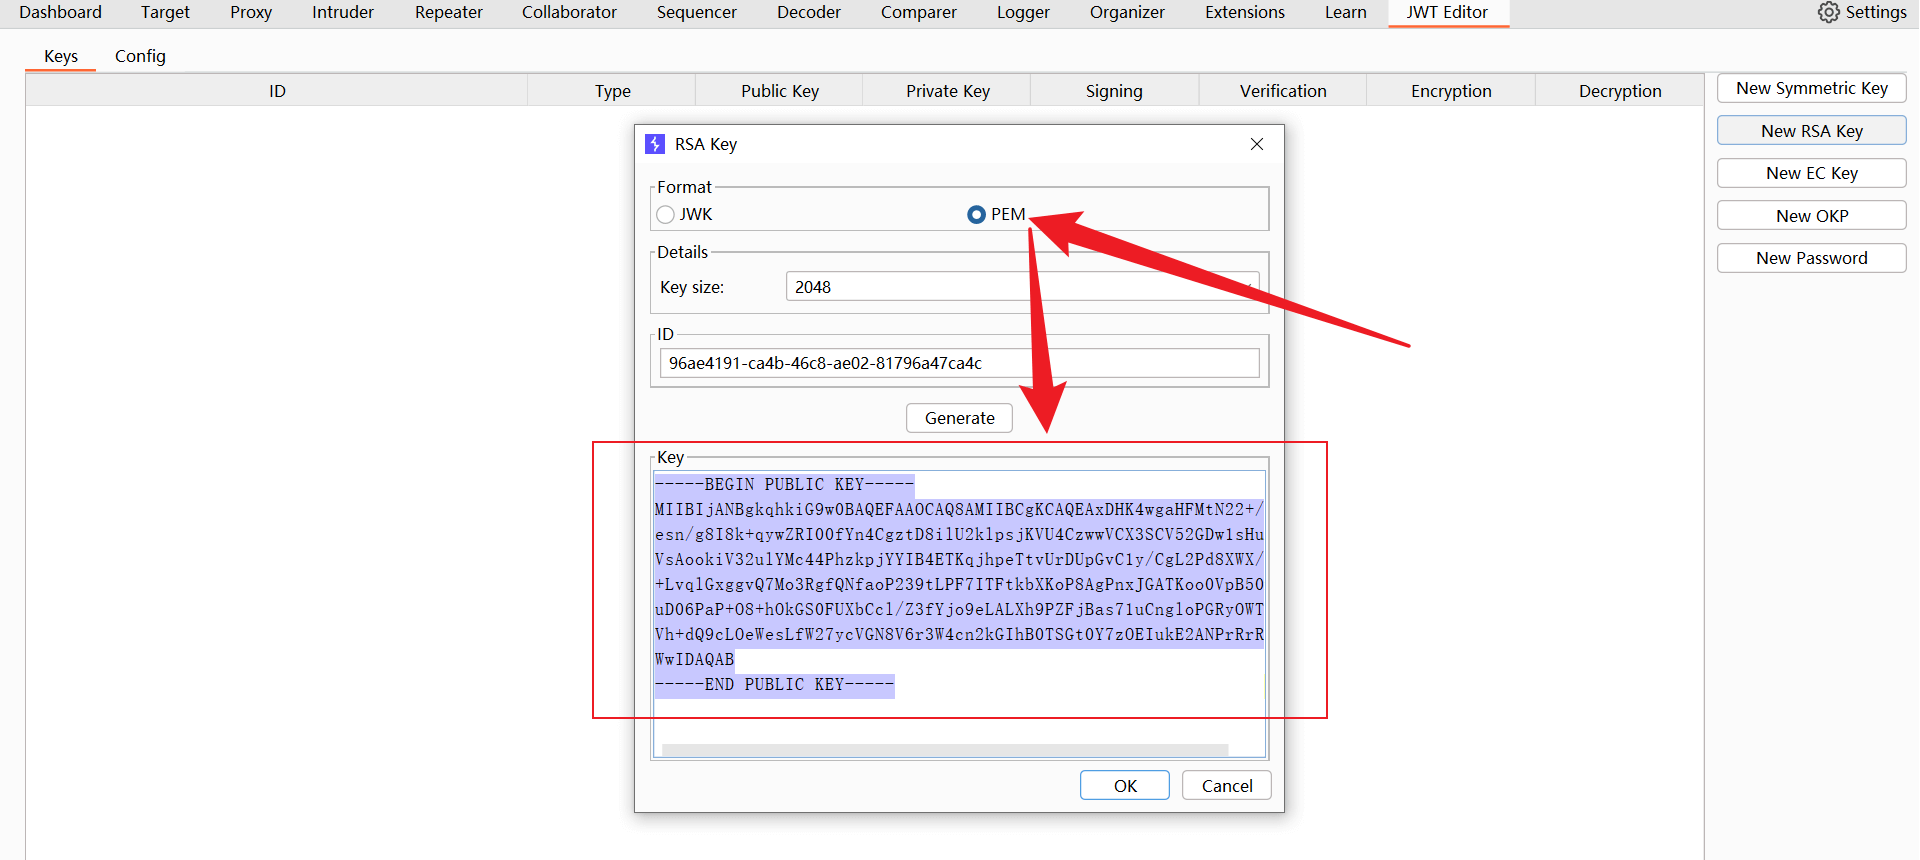 Dashboard Target Proxy Intruder Repeater Collaborator Sequencer Decoder Comparer Logger Organizer Extensions Learn JWT Editor Settings
Keys Config
ID Type Public Key Private Key Signing Verification Encryption Decryption
New Symmetric Key
New RSA Key
New EC Key
New OKP
New Password
RSA Key
Format
JWK PEM
Details
Key size: 2048
ID
96ae4191-ca4b-46c8-ae02-81796a47ca4c
Generate
Key
-----BEGIN PUBLIC KEY-----
MIIBIjANBgkqhkiG9w0BAQEFAAOCAQ8AMIIBCgKCAQEAxDHK4wgaHFMtN22+/
esn/g8I8k+qywZRI00fYn4CgztD8ilU2klpsjKVU4CzwwVCX3SCV52GDw1sHu
VsAookiV32ulYMc44PhzkpjYYIB4ETKqjhpeTtvUrDUpGvC1y/CgL2Pd8XWX/
+LvqlGxggvQ7Mo3RgfQNfaoP239tLPF7ITFtkbXKoP8AgPnxJGATKoo0VpB50
uD06PaP+O8+hOkGS0FUXbCcl/Z3fYjo9eLALXh9PZFjBas71uCngloPGRyOWT
Vh+dQ9cLOeWesLfW27ycVGN8V6r3W4cn2kGIhB0TSGt0Y7zOEIukE2ANPrRrR
WwIDAQAB
-----END PUBLIC KEY-----
OK Cancel